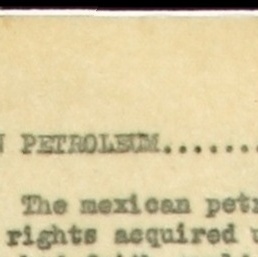 N PETROLEUM.......
The mexican petr
rights acquired u